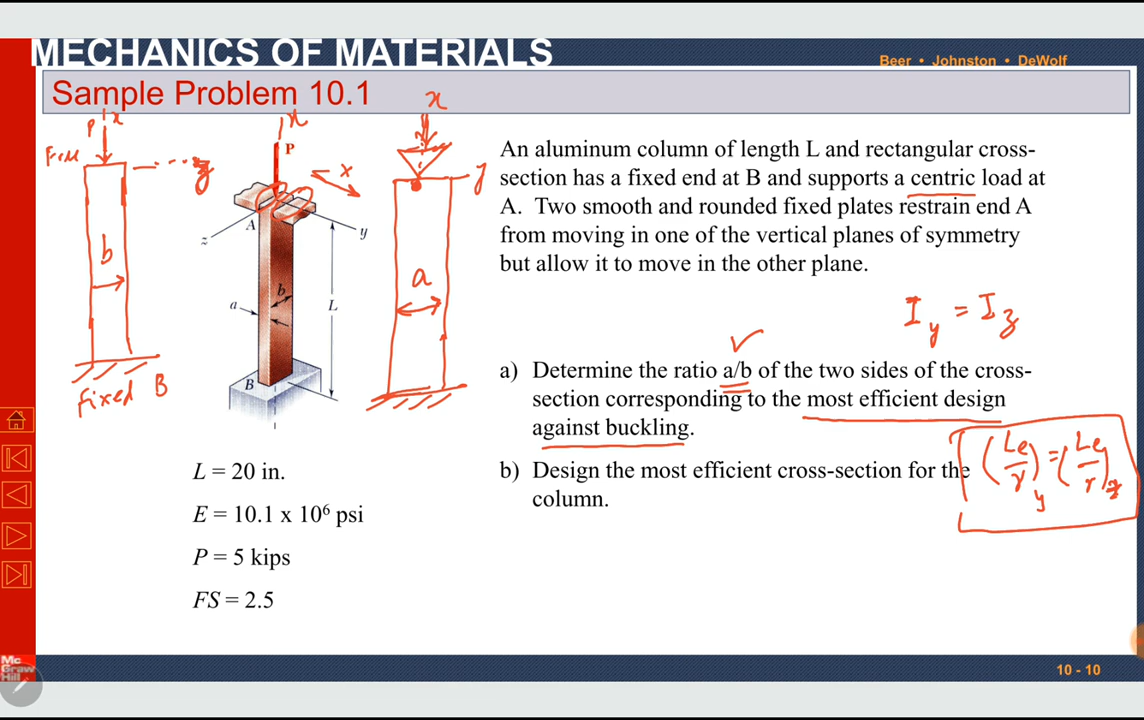 MECHANICS OF MATERIALS
Beer • Johnston • DeWolf
Sample Problem 10.1
P x
Free
z
b
fixed B
x
P
x
A
z
y
a
b
L
B
x
y
a
An aluminum column of length L and rectangular cross-
section has a fixed end at B and supports a centric load at
A. Two smooth and rounded fixed plates restrain end A
from moving in one of the vertical planes of symmetry
but allow it to move in the other plane.
I y = I z
a) Determine the ratio a/b of the two sides of the cross-
section corresponding to the most efficient design
against buckling.
(Le/r) y = (Le/r) z
b) Design the most efficient cross-section for the
column.
L = 20 in.
E = 10.1 x 10⁶ psi
P = 5 kips
FS = 2.5
Mc
Graw
Hill
10 - 10